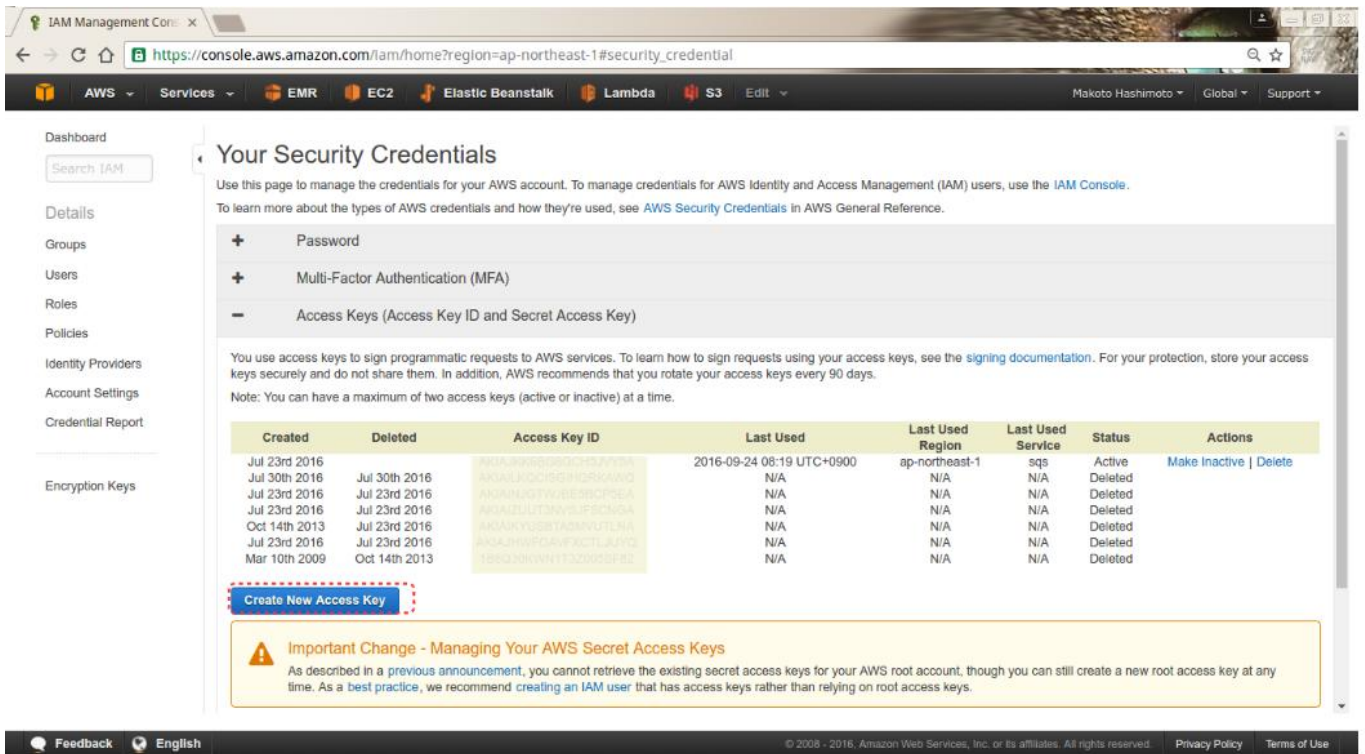 IAM Management Con
https://console.aws.amazon.com/iam/home?region=ap-northeast-1#security_credential
AWS Services EMR EC2 Elastic Beanstalk Lambda S3 Edit Makoto Hashimoto Global Support
Dashboard
Search IAM
Details
Groups
Users
Roles
Policies
Identity Providers
Account Settings
Credential Report
Encryption Keys
Your Security Credentials
Use this page to manage the credentials for your AWS account. To manage credentials for AWS Identity and Access Management (IAM) users, use the IAM Console.
To learn more about the types of AWS credentials and how they're used, see AWS Security Credentials in AWS General Reference.
+ Password
+ Multi-Factor Authentication (MFA)
− Access Keys (Access Key ID and Secret Access Key)
You use access keys to sign programmatic requests to AWS services. To learn how to sign requests using your access keys, see the signing documentation. For your protection, store your access
keys securely and do not share them. In addition, AWS recommends that you rotate your access keys every 90 days.
Note: You can have a maximum of two access keys (active or inactive) at a time.
Created Deleted Access Key ID Last Used Last Used Region Last Used Service Status Actions
Jul 23rd 2016 2016-09-24 08:19 UTC+0900 ap-northeast-1 sqs Active Make Inactive | Delete
Jul 30th 2016 Jul 30th 2016 N/A N/A N/A Deleted
Jul 23rd 2016 Jul 23rd 2016 N/A N/A N/A Deleted
Jul 23rd 2016 Jul 23rd 2016 N/A N/A N/A Deleted
Oct 14th 2013 Jul 23rd 2016 N/A N/A N/A Deleted
Jul 23rd 2016 Jul 23rd 2016 N/A N/A N/A Deleted
Mar 10th 2009 Oct 14th 2013 N/A N/A N/A Deleted
Create New Access Key
Important Change - Managing Your AWS Secret Access Keys
As described in a previous announcement, you cannot retrieve the existing secret access keys for your AWS root account, though you can still create a new root access key at any
time. As a best practice, we recommend creating an IAM user that has access keys rather than relying on root access keys.
Feedback English © 2008 - 2016, Amazon Web Services, Inc. or its affiliates. All rights reserved. Privacy Policy Terms of Use